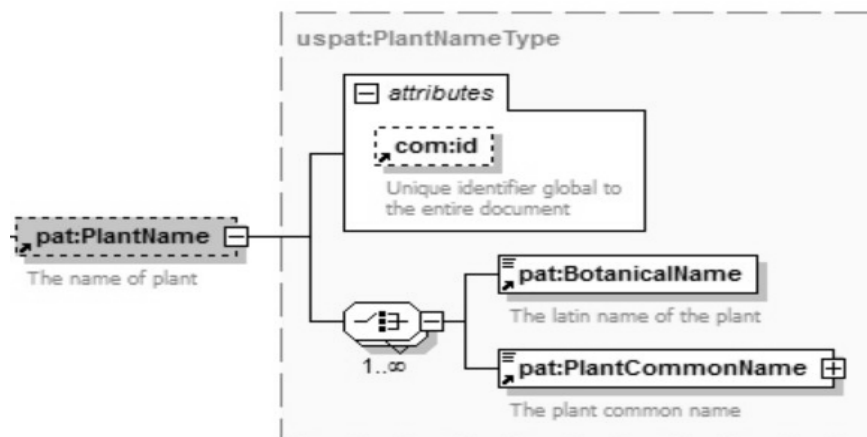 uspat:PlantNameType
attributes
com:id
Unique identifier global to
the entire document
pat:PlantName
The name of plant
pat:BotanicalName
The latin name of the plant
1..∞
pat:PlantCommonName
The plant common name